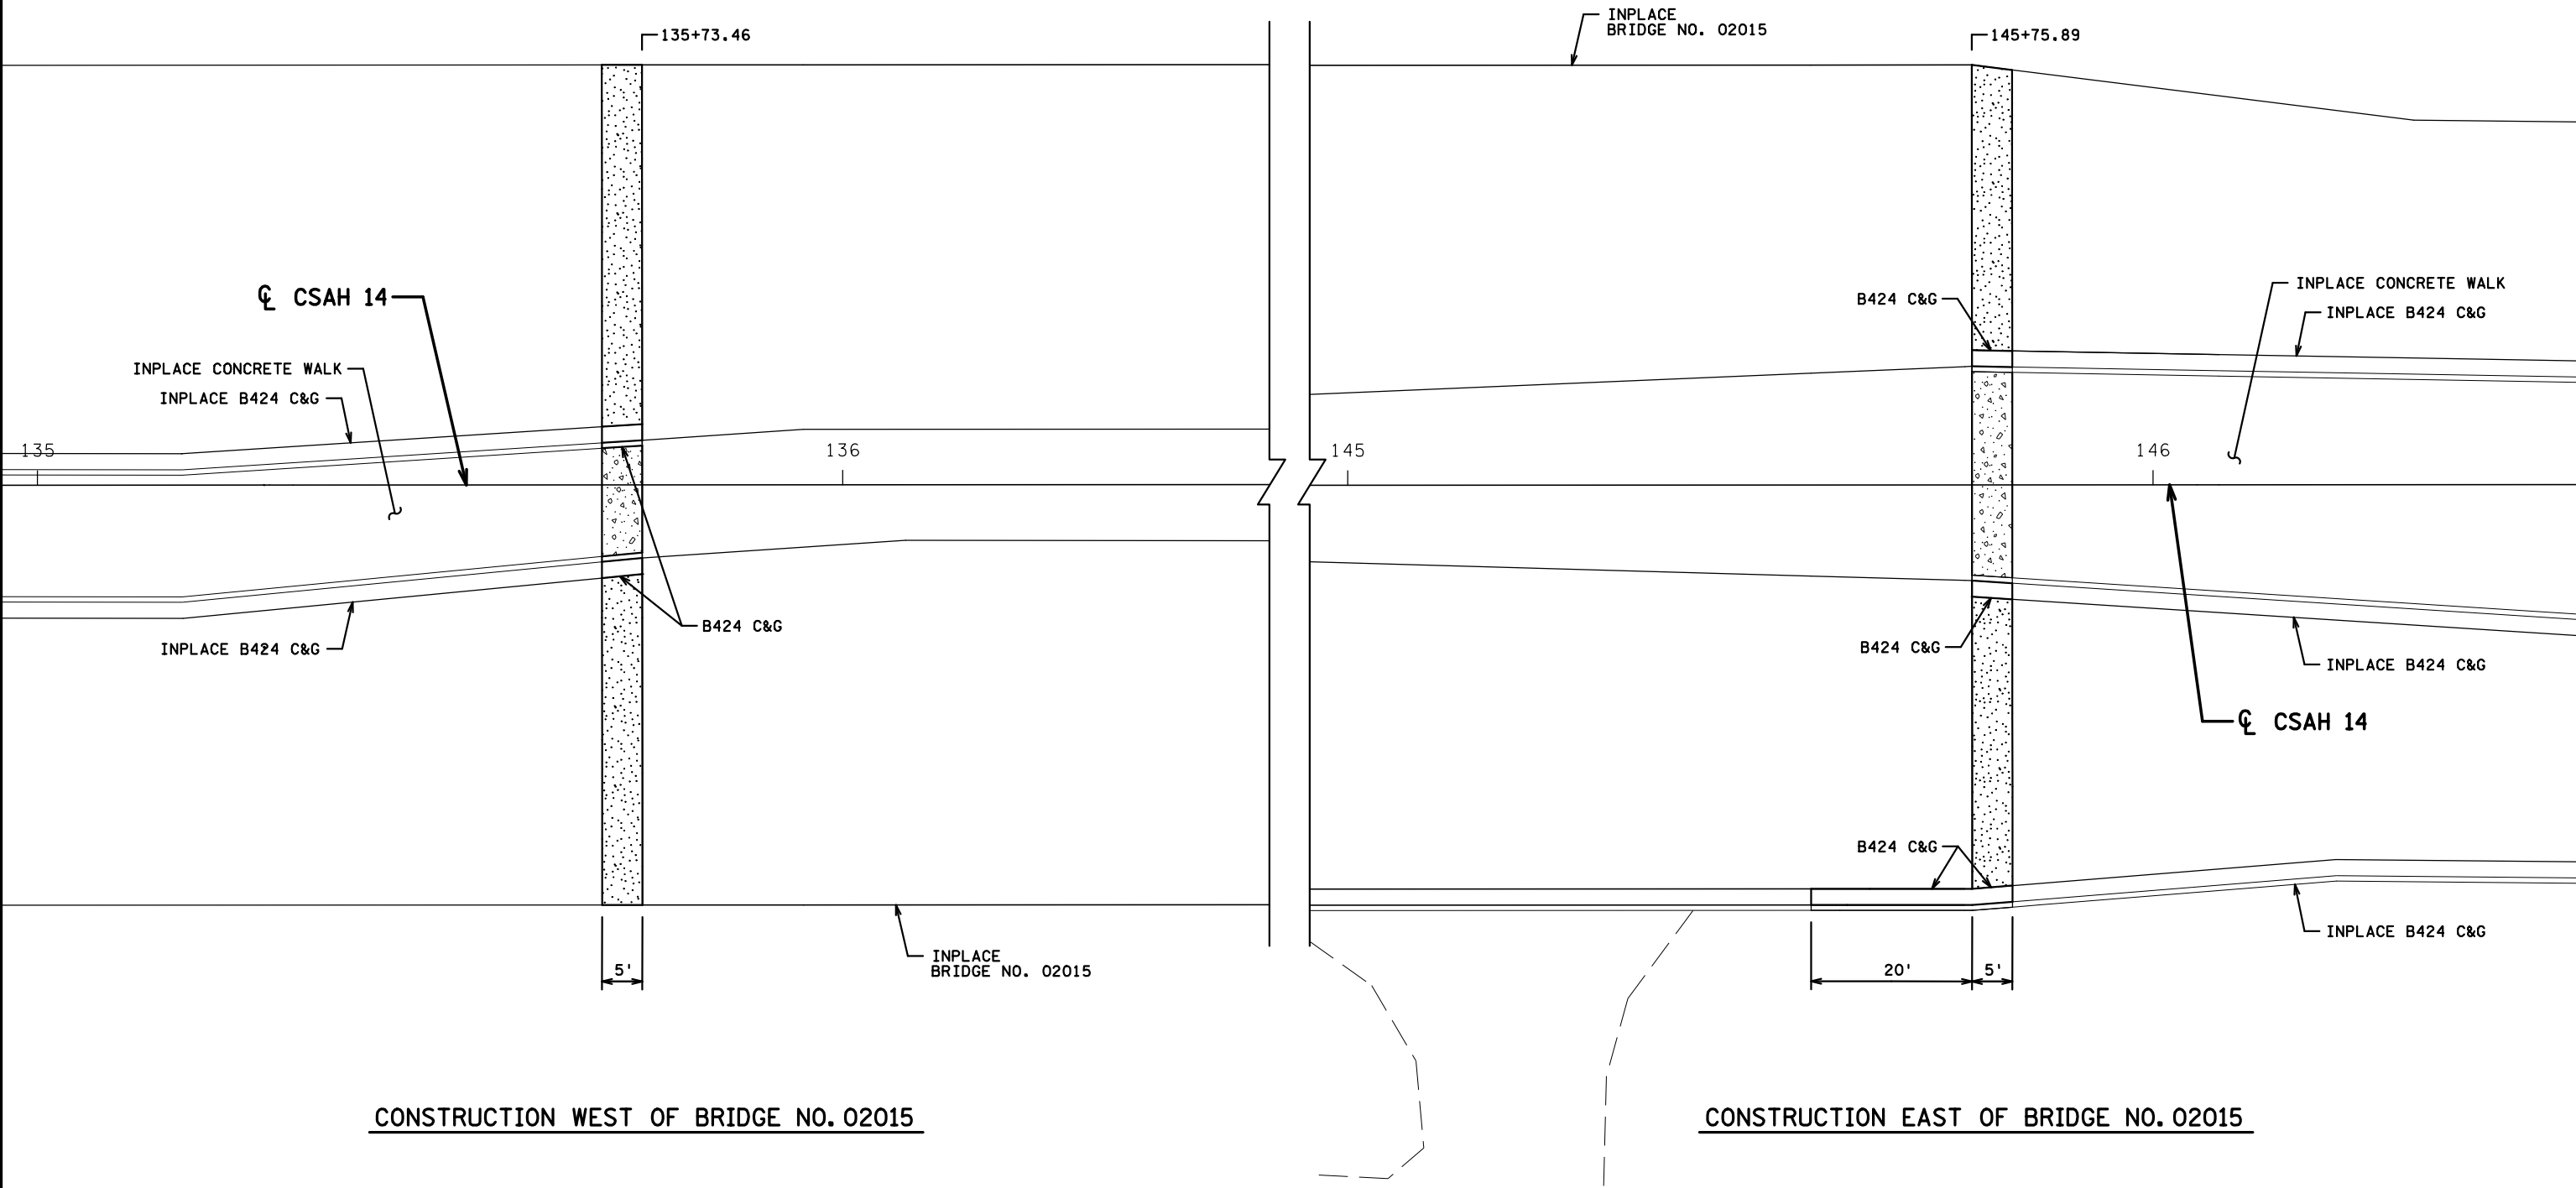 135+73.46
℄ CSAH 14
INPLACE CONCRETE WALK
INPLACE B424 C&G
135
136
INPLACE B424 C&G
B424 C&G
5'
INPLACE
BRIDGE NO. 02015
CONSTRUCTION WEST OF BRIDGE NO. 02015
INPLACE
BRIDGE NO. 02015
145+75.89
B424 C&G
INPLACE CONCRETE WALK
INPLACE B424 C&G
145
146
B424 C&G
INPLACE B424 C&G
℄ CSAH 14
B424 C&G
INPLACE B424 C&G
20'
5'
CONSTRUCTION EAST OF BRIDGE NO. 02015